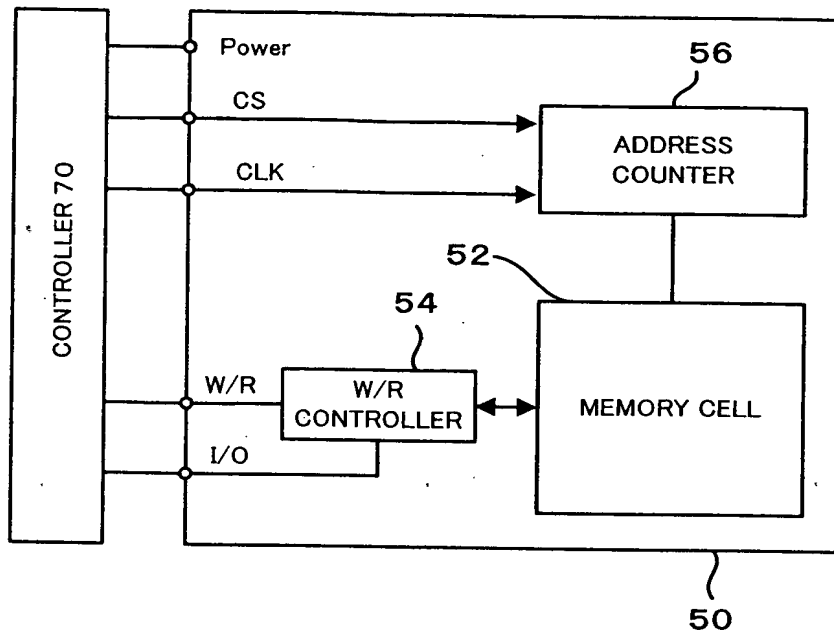 Power
56
CS
ADDRESS
COUNTER
CLK
CONTROLLER 70
52
54
W/R
W/R
CONTROLLER
MEMORY CELL
I/O
50